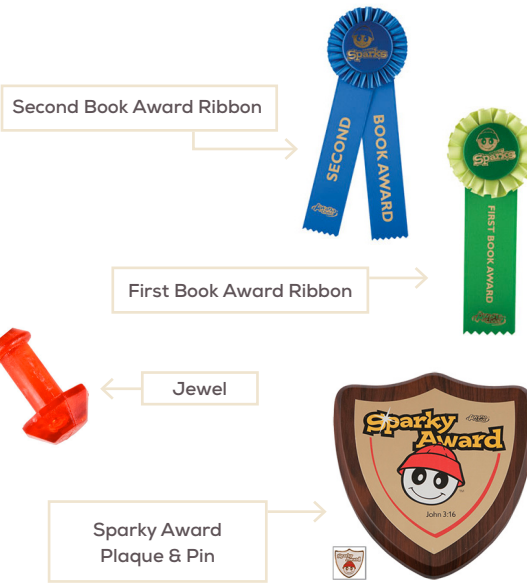 Second Book Award Ribbon
Sparks
SECOND
BOOK AWARD
Sparks
FIRST BOOK AWARD
First Book Award Ribbon
Jewel
Sparky
Award
John 3:16
Sparky Award
Plaque & Pin